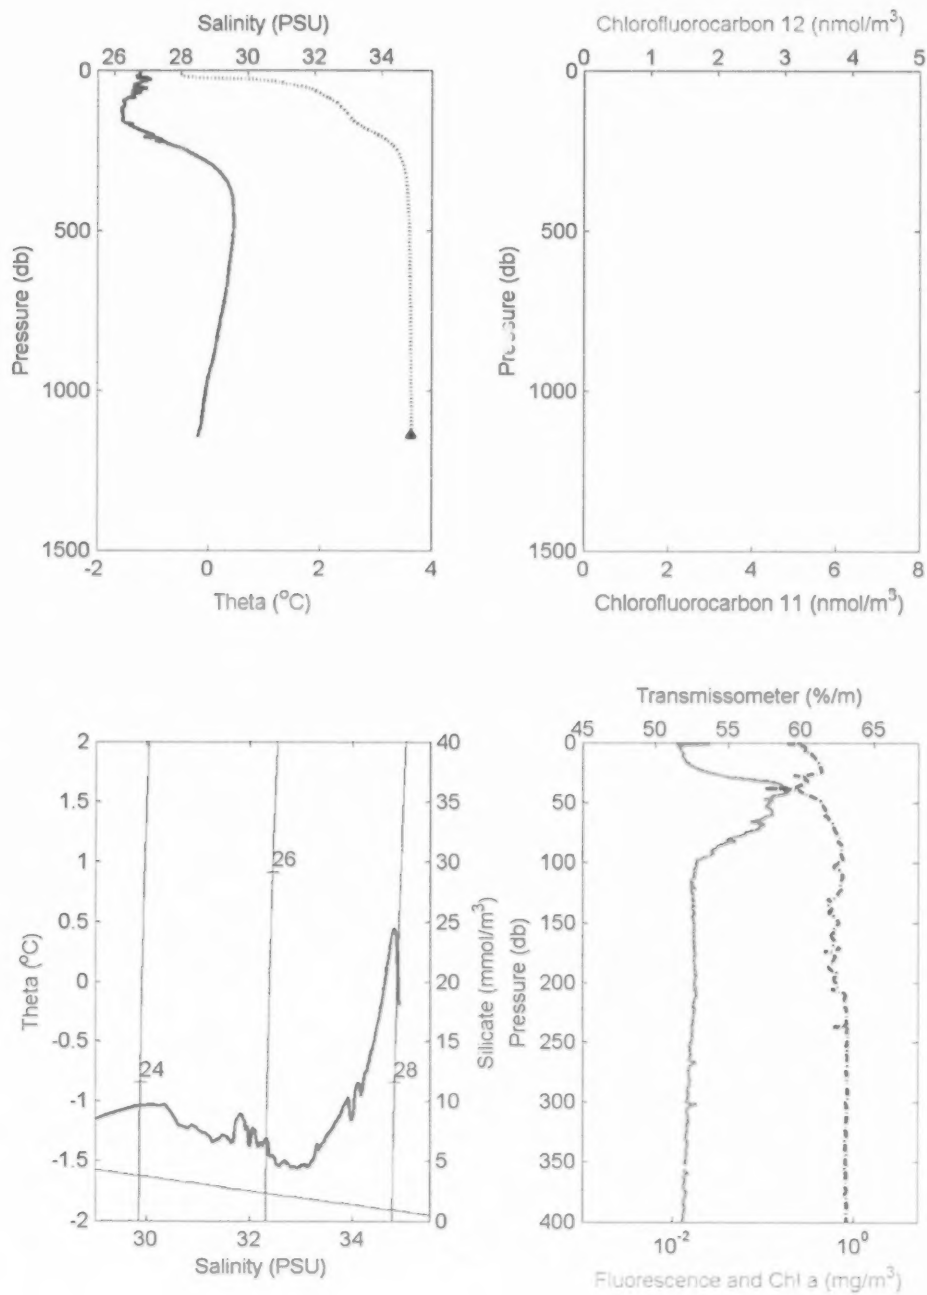 Salinity (PSU)
26 28 30 32 34
0
500
1000
1500
Pressure (db)
-2 0 2 4
Theta (°C)
Chlorofluorocarbon 12 (nmol/m³)
0 1 2 3 4 5
0
500
1000
1500
Pressure (db)
0 2 4 6 8
Chlorofluorocarbon 11 (nmol/m³)
2
1.5
1
0.5
0
-0.5
-1
-1.5
-2
Theta (°C)
24
26
28
40
35
30
25
20
15
10
5
0
Silicate (mmol/m³)
30 32 34
Salinity (PSU)
Transmissometer (%/m)
45 50 55 60 65
0
50
100
150
200
250
300
350
400
Pressure (db)
10⁻² 10⁰
Fluorescence and Chl a (mg/m³)